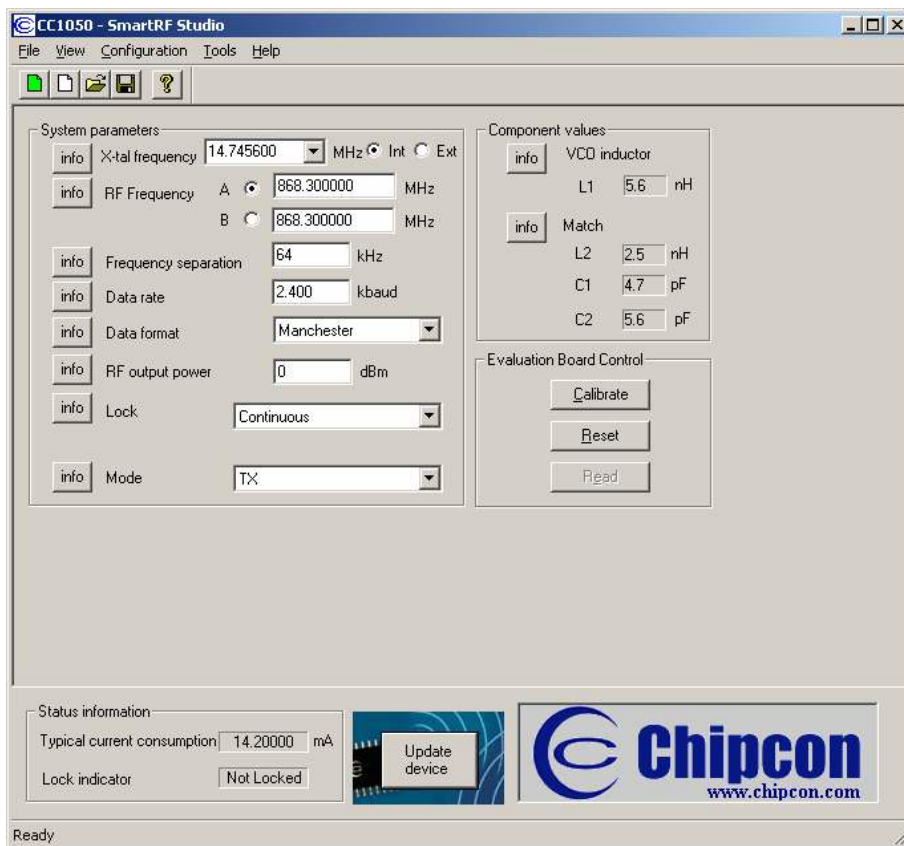 CC1050 - SmartRF Studio
File View Configuration Tools Help
System parameters
info X-tal frequency 14.745600 MHz Int Ext
info RF Frequency A 868.300000 MHz
B 868.300000 MHz
info Frequency separation 64 kHz
info Data rate 2.400 kbaud
info Data format Manchester
info RF output power 0 dBm
info Lock Continuous
info Mode TX
Component values
info VCO inductor
L1 5.6 nH
info Match
L2 2.5 nH
C1 4.7 pF
C2 5.6 pF
Evaluation Board Control
Calibrate
Reset
Read
Status information
Typical current consumption 14.20000 mA
Lock indicator Not Locked
Update
device
Chipcon
www.chipcon.com
Ready